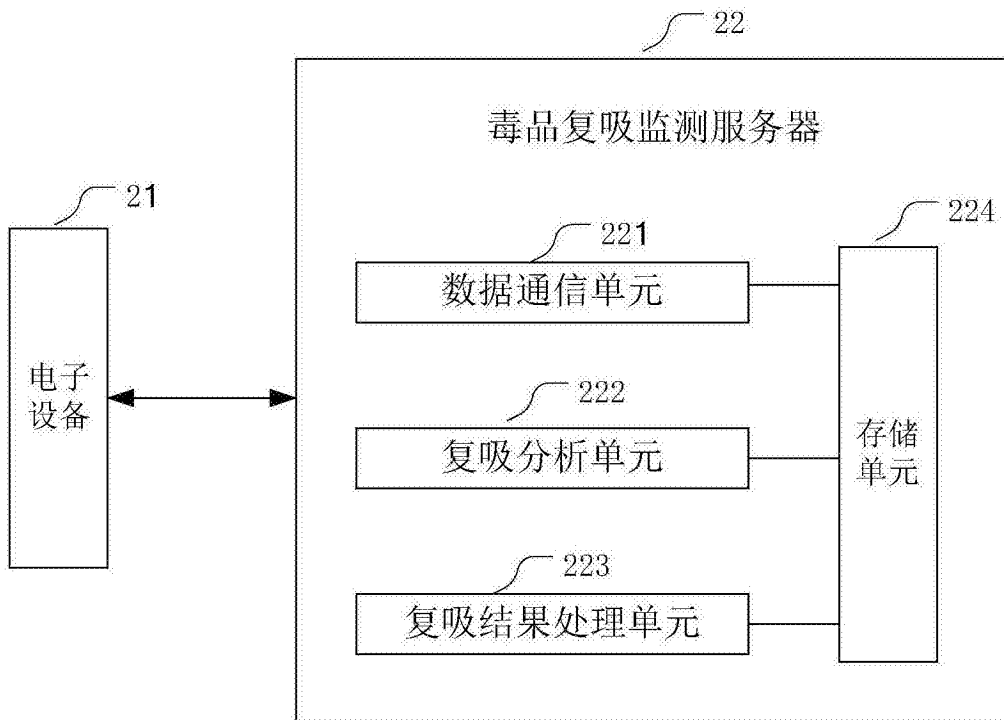 22
毒品复吸监测服务器
21
224
221
数据通信单元
222
电子
设备
复吸分析单元
存储
单元
223
复吸结果处理单元